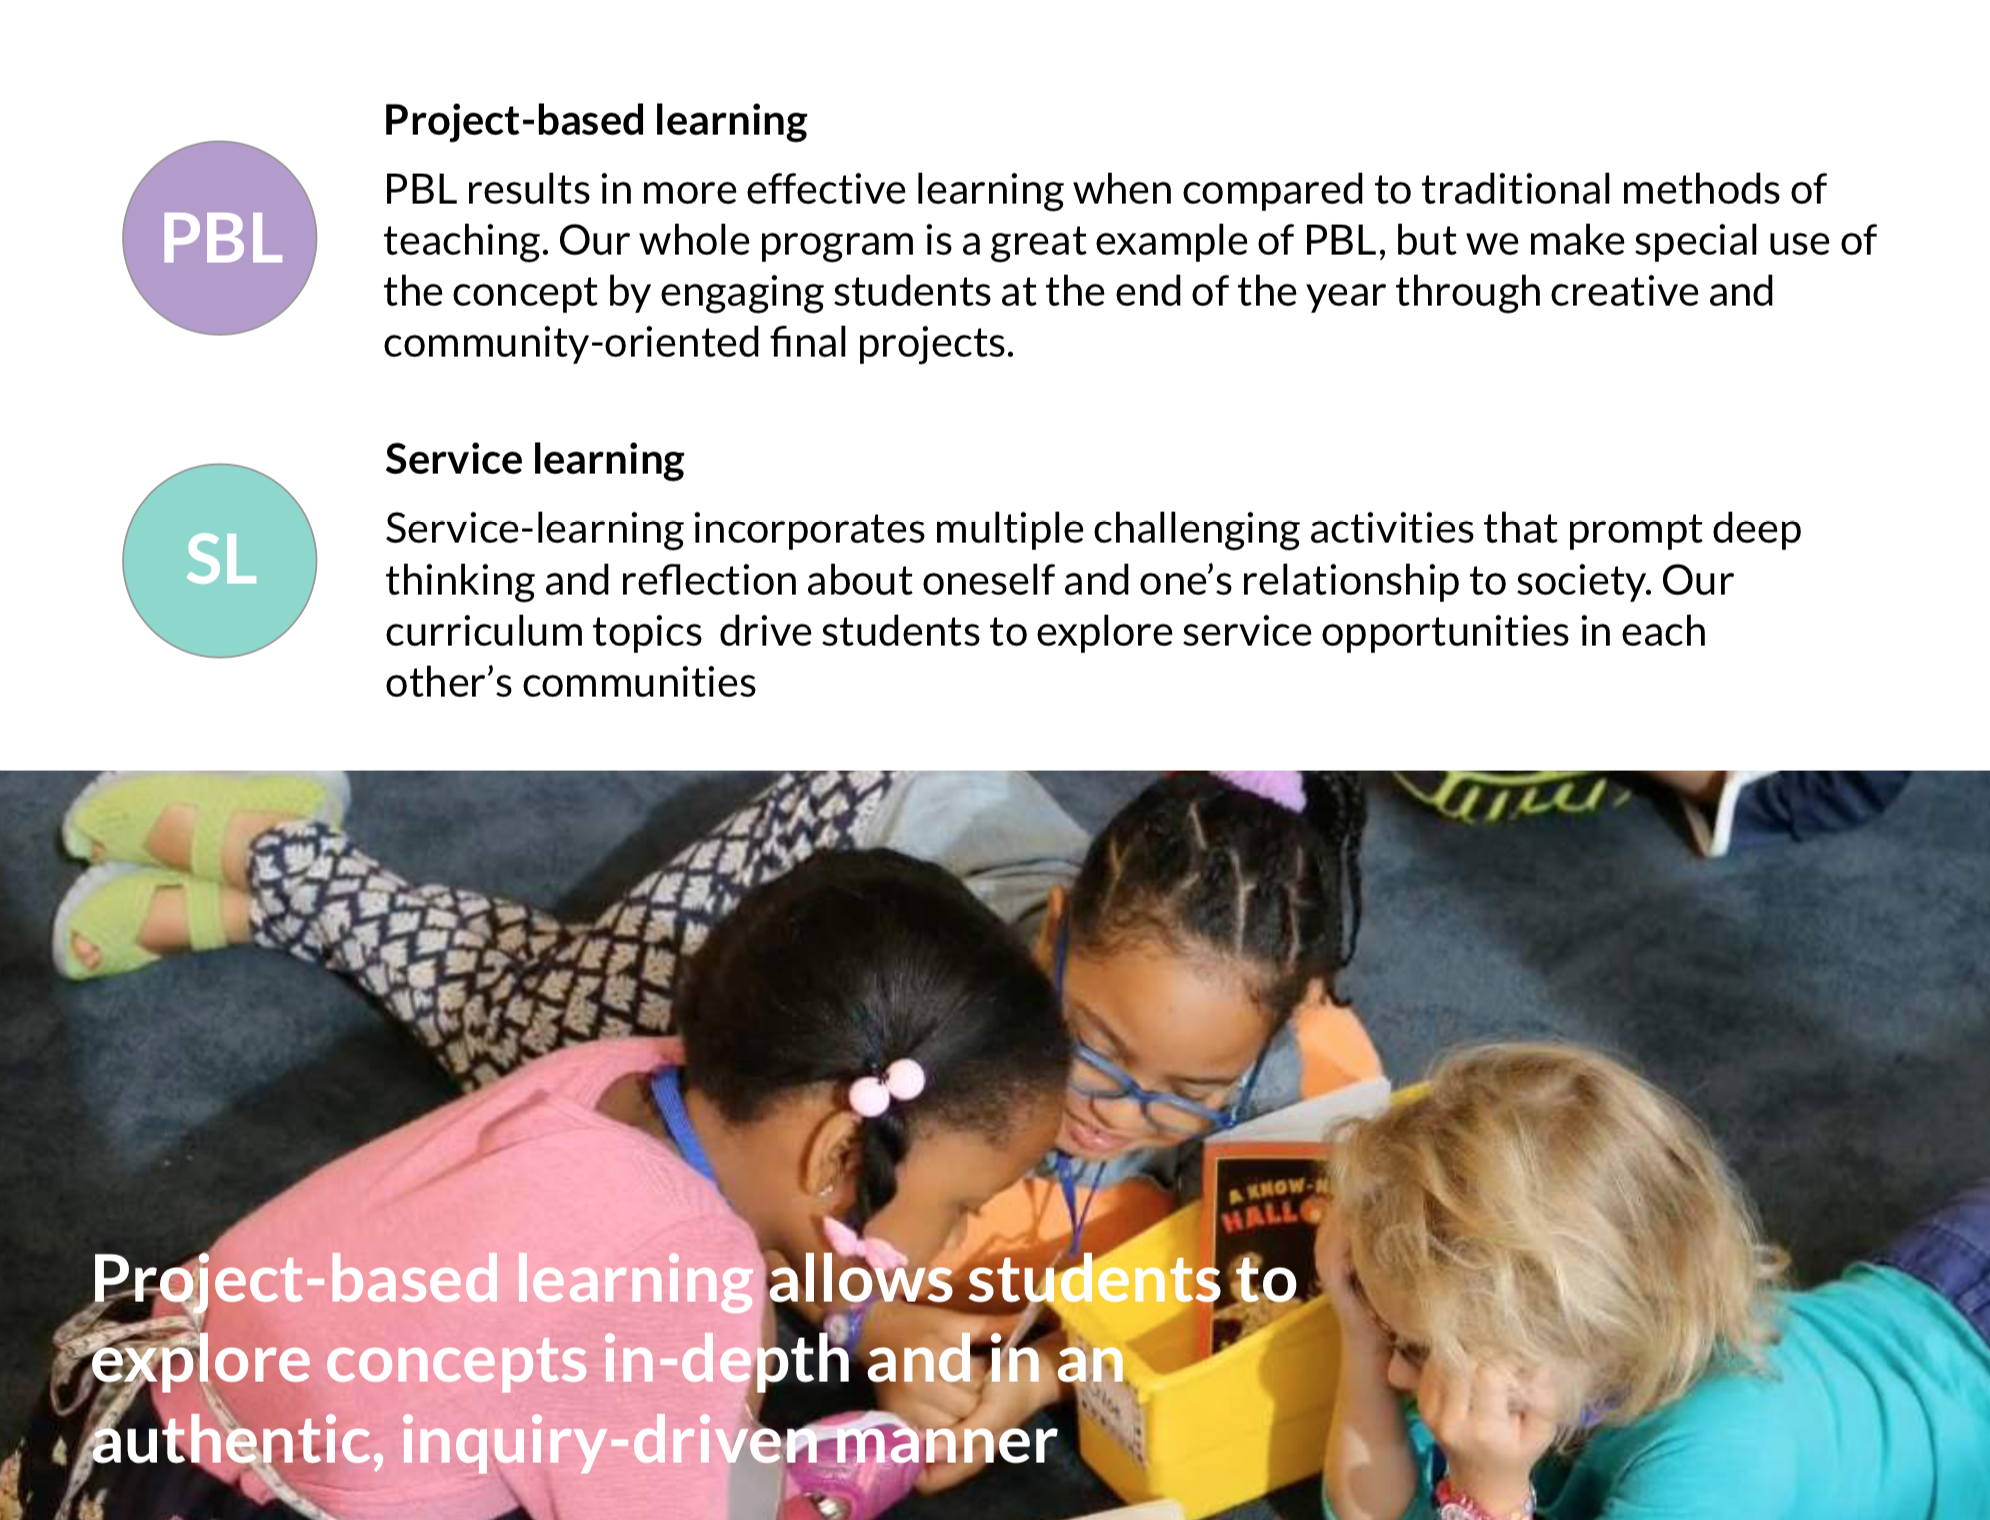 Project-based learning
PBL
PBL results in more effective learning when compared to traditional methods of
teaching. Our whole program is a great example of PBL, but we make special use of
the concept by engaging students at the end of the year through creative and
community-oriented final projects.
Service learning
SL
Service-learning incorporates multiple challenging activities that prompt deep
thinking and reflection about oneself and one’s relationship to society. Our
curriculum topics  drive students to explore service opportunities in each
other’s communities
A KNOW-N
HALLO
Project-based learning allows students to
explore concepts in-depth and in an
authentic, inquiry-driven manner